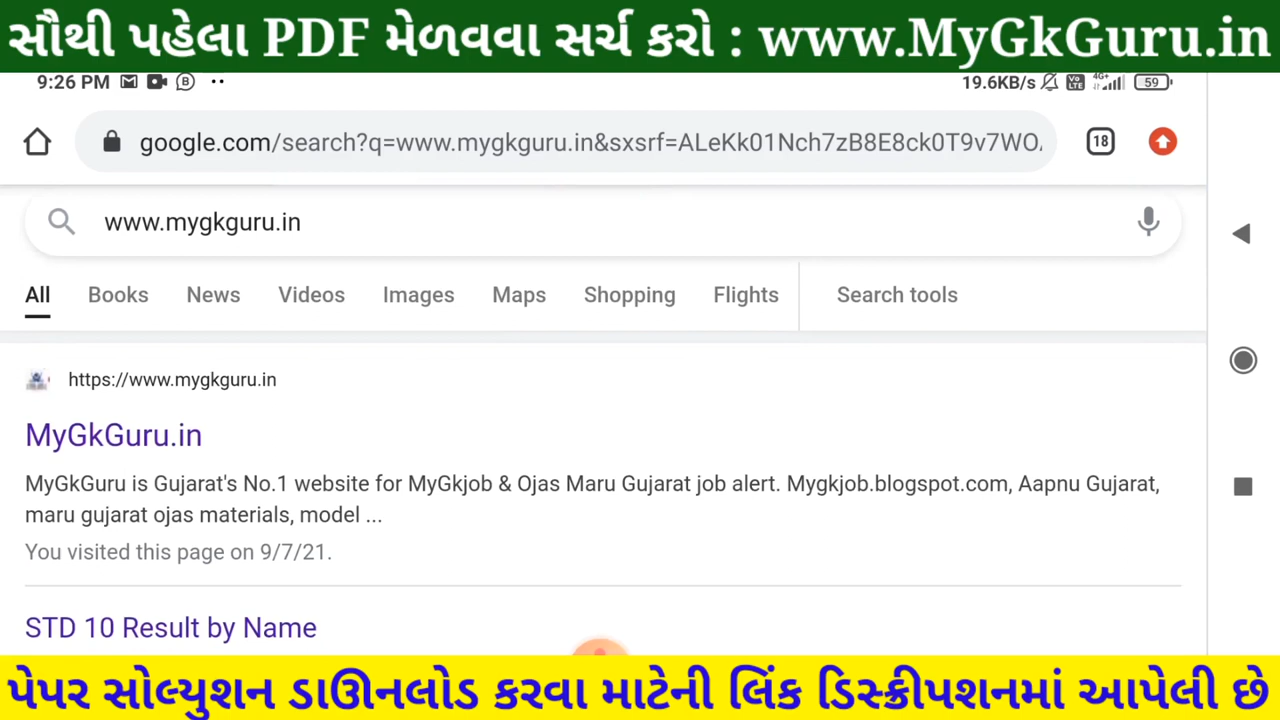 સૌથી પહેલા PDF મેળવવા સર્ચ કરો : www.MyGkGuru.in
9:26 PM
19.6KB/s Vo LTE 4G+ 59
google.com/search?q=www.mygkguru.in&sxsrf=ALeKk01Nch7zB8E8ck0T9v7WO
18
www.mygkguru.in
All Books News Videos Images Maps Shopping Flights Search tools
https://www.mygkguru.in
MyGkGuru.in
MyGkGuru is Gujarat's No.1 website for MyGkjob & Ojas Maru Gujarat job alert. Mygkjob.blogspot.com, Aapnu Gujarat,
maru gujarat ojas materials, model ...
You visited this page on 9/7/21.
STD 10 Result by Name
પેપર સોલ્યુશન ડાઊનલોડ કરવા માટેની લિંક ડિસ્ક્રીપશનમાં આપેલી છે